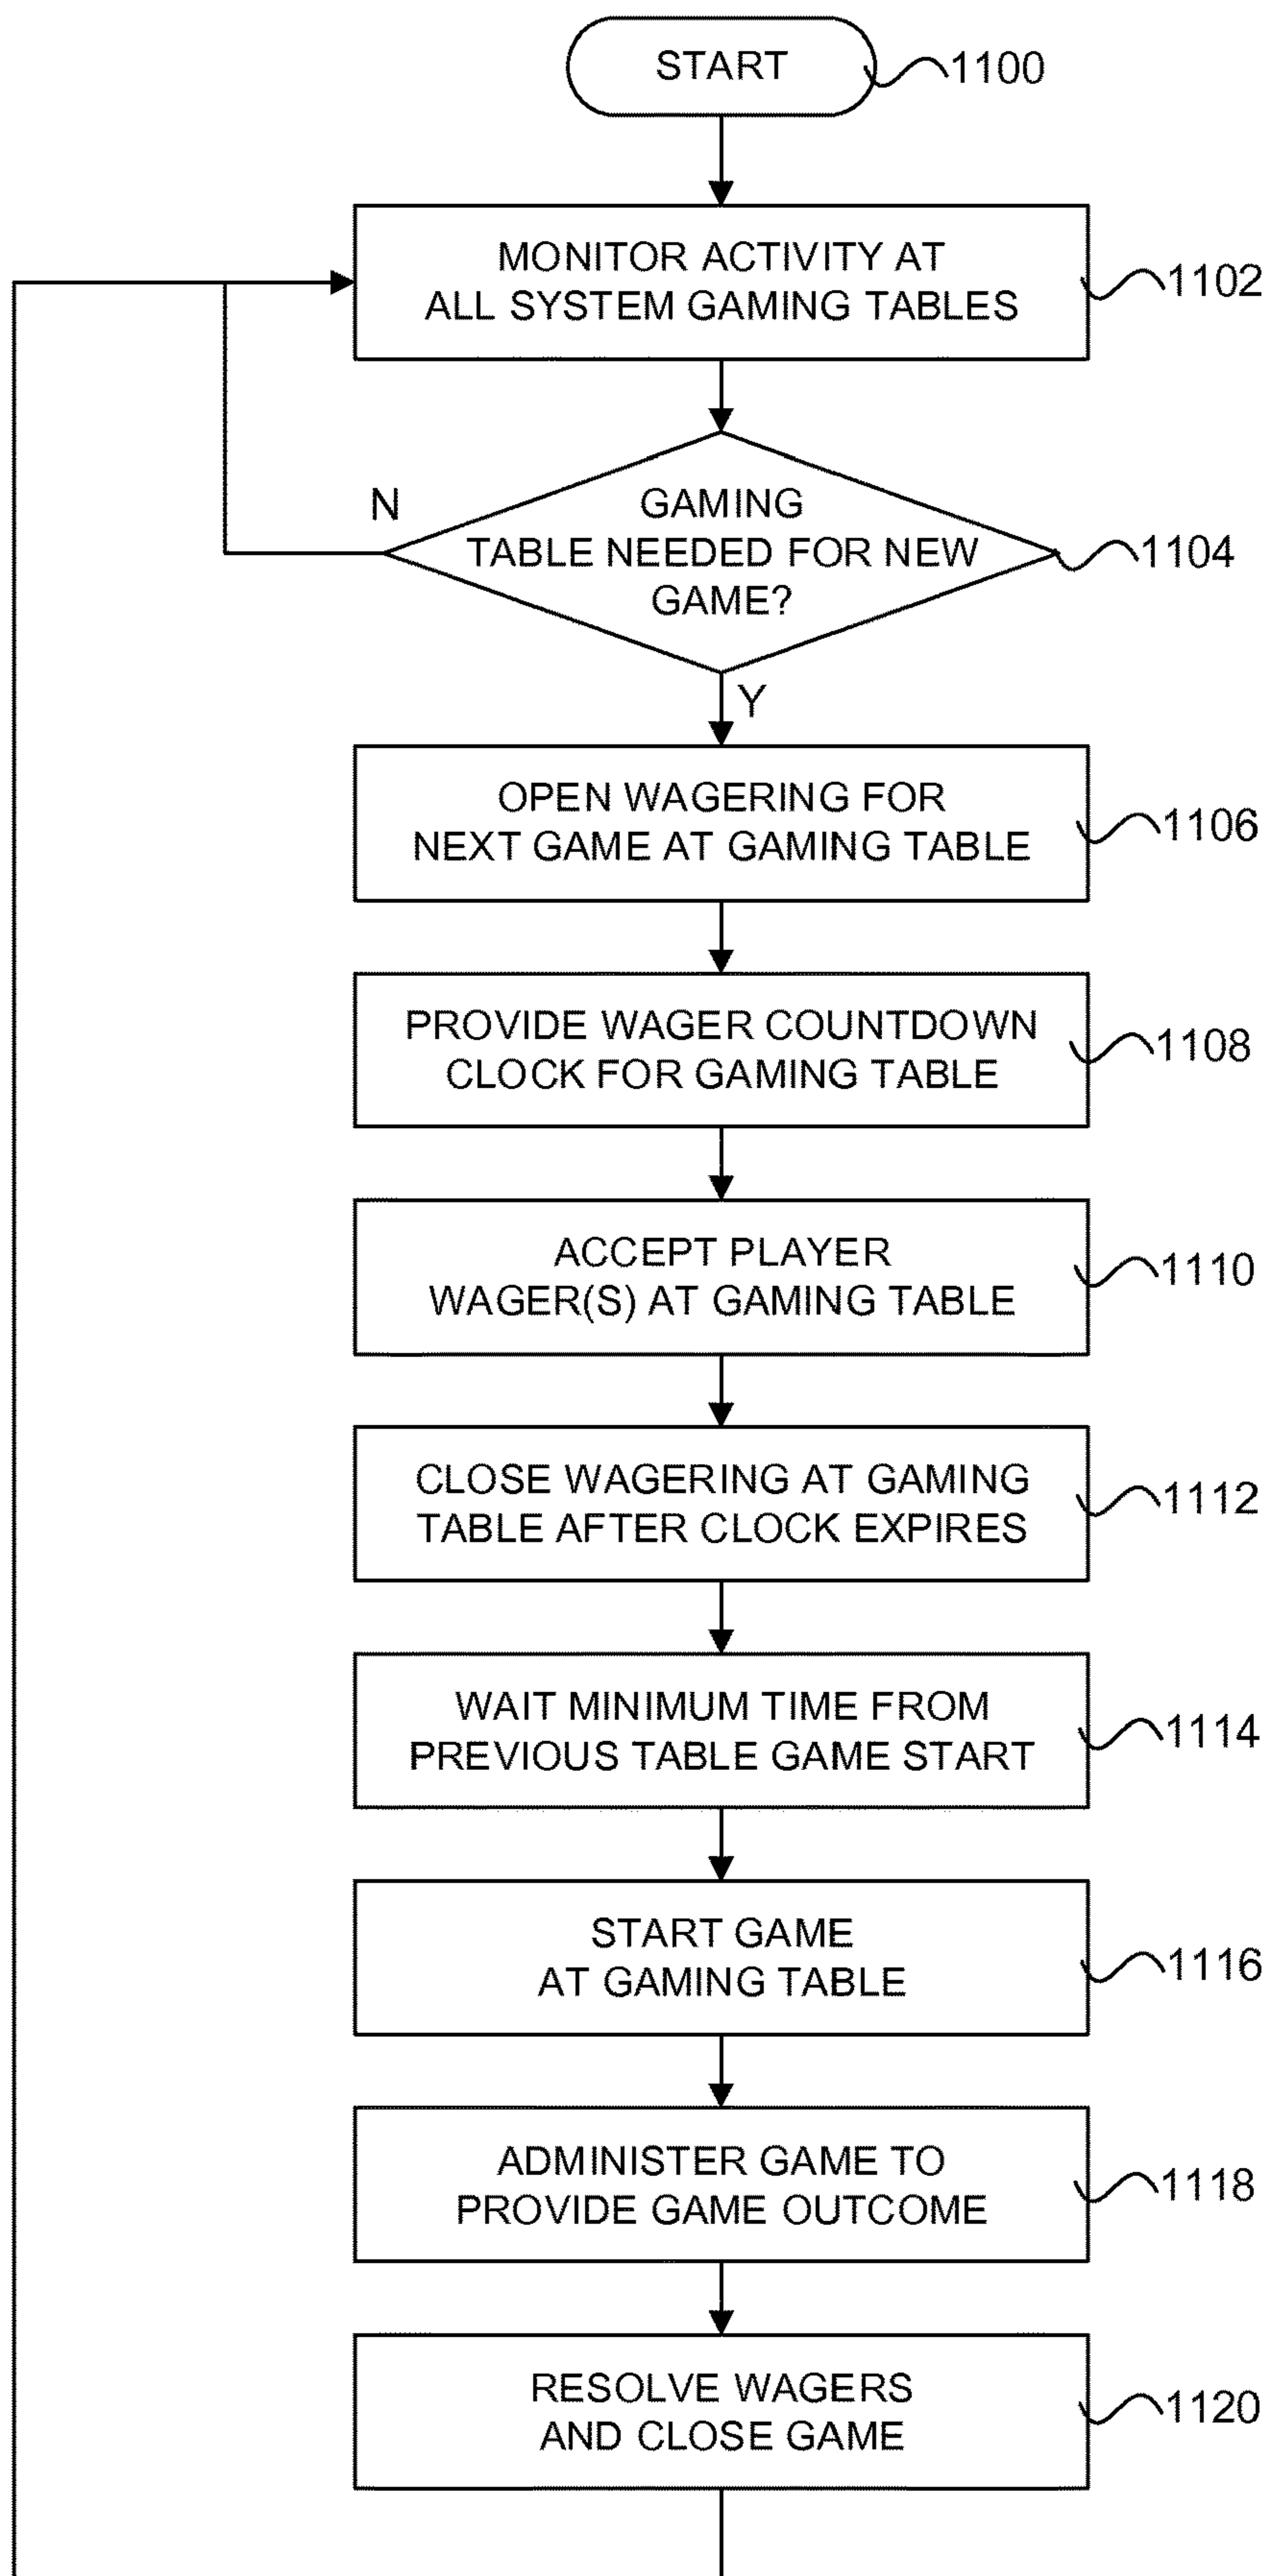 START
1100
MONITOR ACTIVITY AT
ALL SYSTEM GAMING TABLES
1102
N
GAMING
TABLE NEEDED FOR NEW
GAME?
1104
Y
OPEN WAGERING FOR
NEXT GAME AT GAMING TABLE
1106
PROVIDE WAGER COUNTDOWN
CLOCK FOR GAMING TABLE
1108
ACCEPT PLAYER
WAGER(S) AT GAMING TABLE
1110
CLOSE WAGERING AT GAMING
TABLE AFTER CLOCK EXPIRES
1112
WAIT MINIMUM TIME FROM
PREVIOUS TABLE GAME START
1114
START GAME
AT GAMING TABLE
1116
ADMINISTER GAME TO
PROVIDE GAME OUTCOME
1118
RESOLVE WAGERS
AND CLOSE GAME
1120